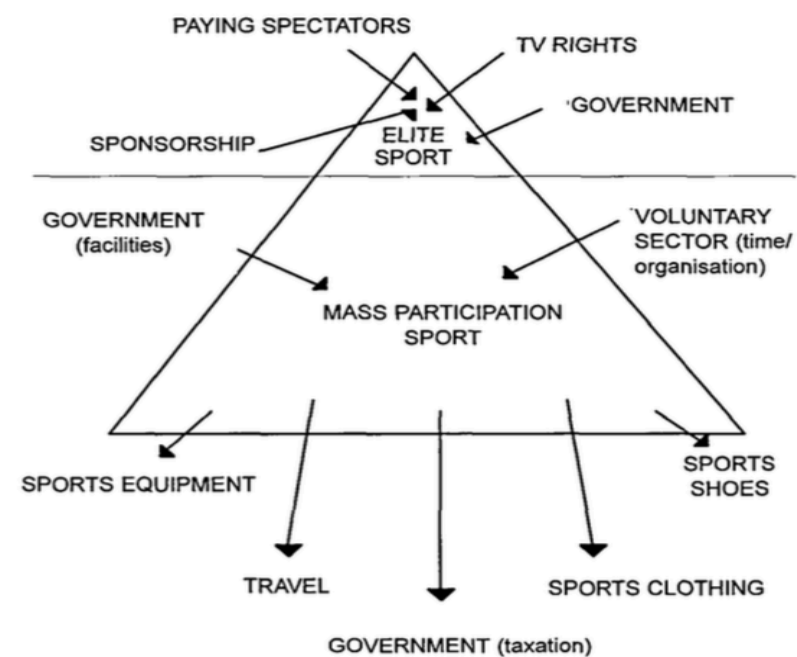 PAYING SPECTATORS
TV RIGHTS
GOVERNMENT
SPONSORSHIP
ELITE
SPORT
GOVERNMENT
(facilities)
VOLUNTARY
SECTOR (time/
organisation)
MASS PARTICIPATION
SPORT
SPORTS EQUIPMENT
SPORTS
SHOES
TRAVEL
SPORTS CLOTHING
GOVERNMENT (taxation)